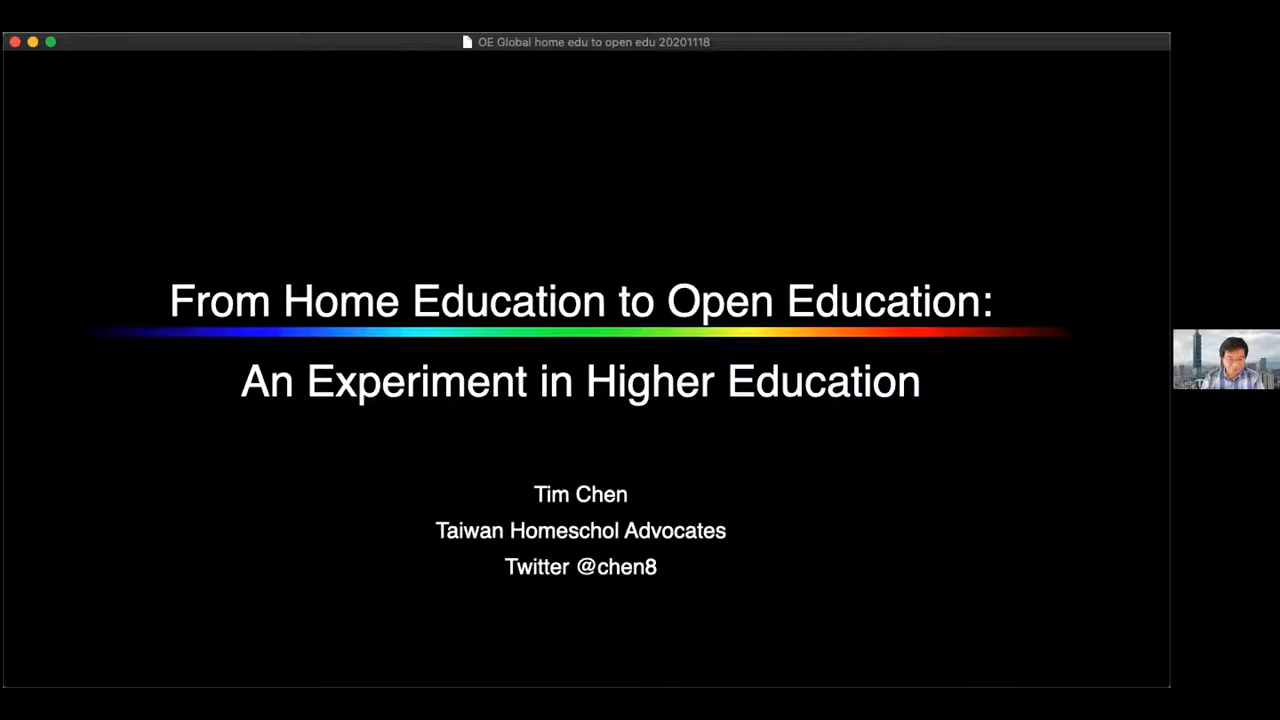 OE Global home edu to open edu 20201118
From Home Education to Open Education:
An Experiment in Higher Education
Tim Chen
Taiwan Homeschol Advocates
Twitter @chen8